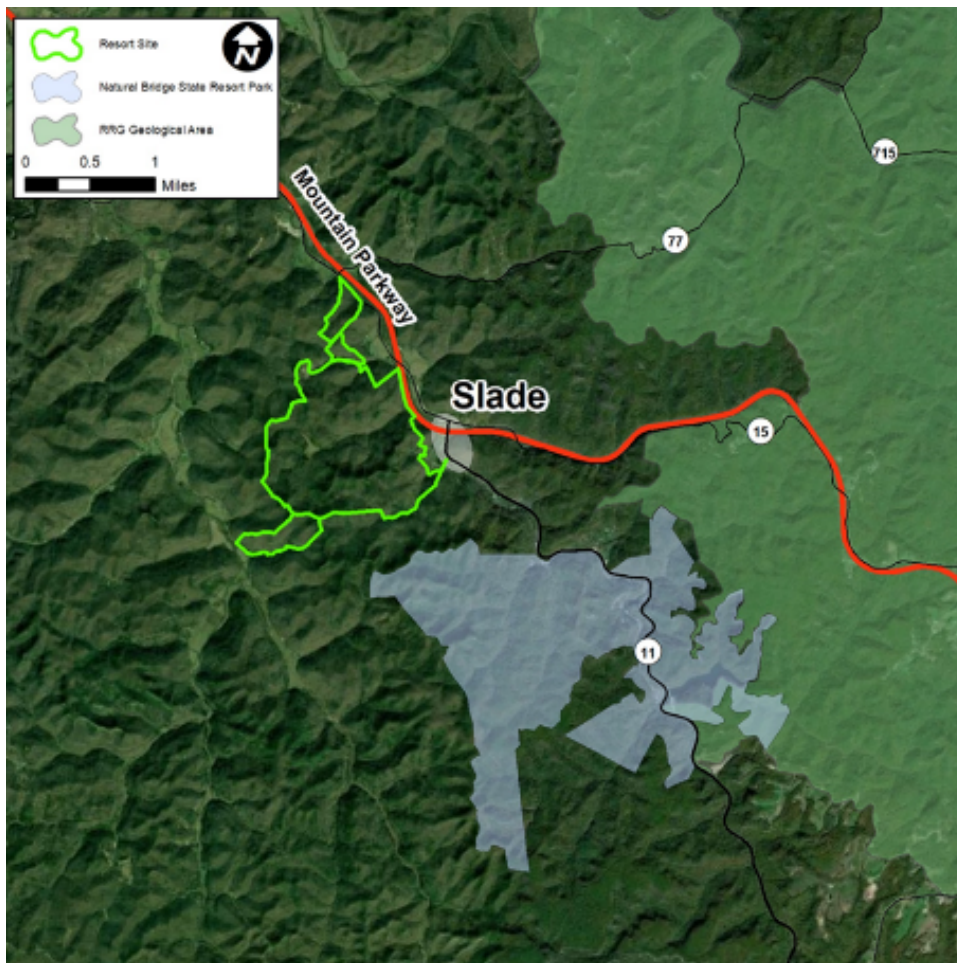 Resort Site
N
Natural Bridge State Resort Park
RRG Geological Area
0 0.5 1
Miles
715
Mountain Parkway
77
Slade
15
11